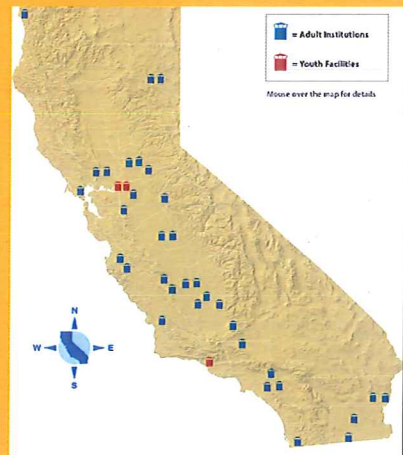 = Adult Institutions
= Youth Facilities
Mouse over the map for details
N
W
E
S